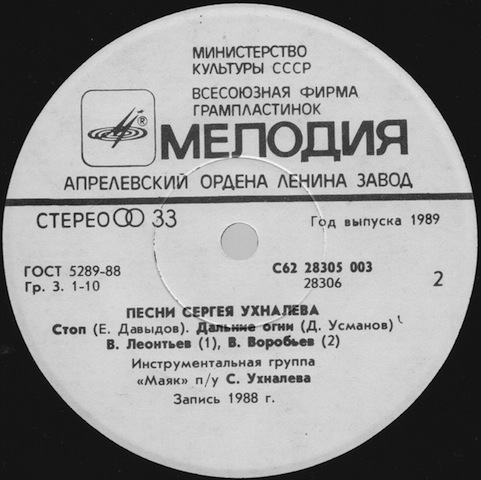 МИНИСТЕРСТВО
КУЛЬТУРЫ СССР
ВСЕСОЮЗНАЯ ФИРМА
ГРАМПЛАСТИНОК
®
МЕЛОДИЯ
АПРЕЛЕВСКИЙ ОРДЕНА ЛЕНИНА ЗАВОД
СТЕРЕО 33
Год выпуска 1989
ГОСТ 5289-88
Гр. 3. 1-10
С62 28305 003
28306
2
ПЕСНИ СЕРГЕЯ УХНАЛЕВА
Стоп (Е. Давыдов). Дальние огни (Д. Усманов)
В. Леонтьев (1), В. Воробьев (2)
Инструментальная группа
«Маяк» п/у С. Ухналева
Запись 1988 г.